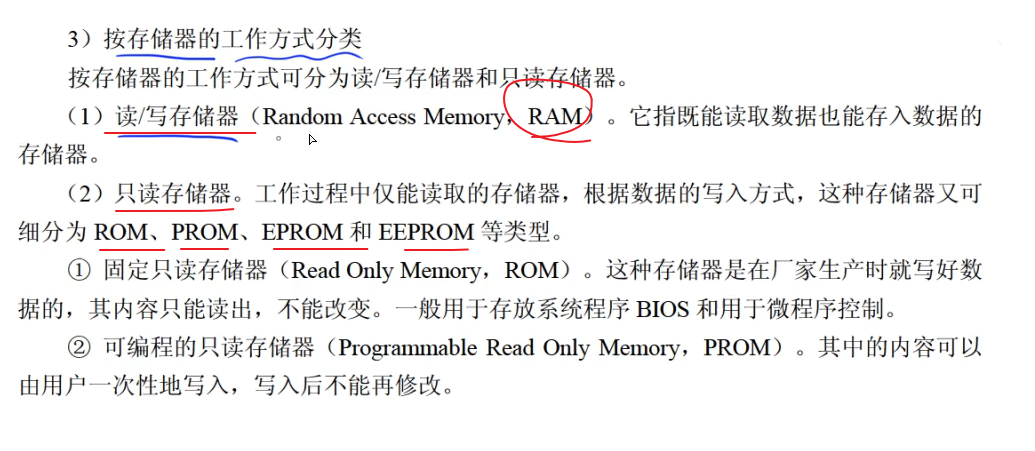 3）按存储器的工作方式分类
按存储器的工作方式可分为读/写存储器和只读存储器。
（1）读/写存储器（Random Access Memory，RAM）。它指既能读取数据也能存入数据的
存储器。
（2）只读存储器。工作过程中仅能读取的存储器，根据数据的写入方式，这种存储器又可
细分为 ROM、PROM、EPROM 和 EEPROM 等类型。
① 固定只读存储器（Read Only Memory，ROM）。这种存储器是在厂家生产时就写好数
据的，其内容只能读出，不能改变。一般用于存放系统程序 BIOS 和用于微程序控制。
② 可编程的只读存储器（Programmable Read Only Memory，PROM）。其中的内容可以
由用户一次性地写入，写入后不能再修改。